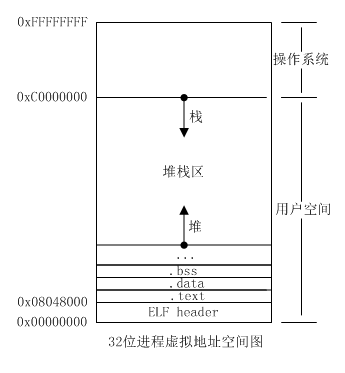 0xFFFFFFFF
操作系统
0xC0000000
栈
堆栈区
用户空间
堆
...
.bss
.data
.text
0x08048000
ELF header
0x00000000
32位进程虚拟地址空间图